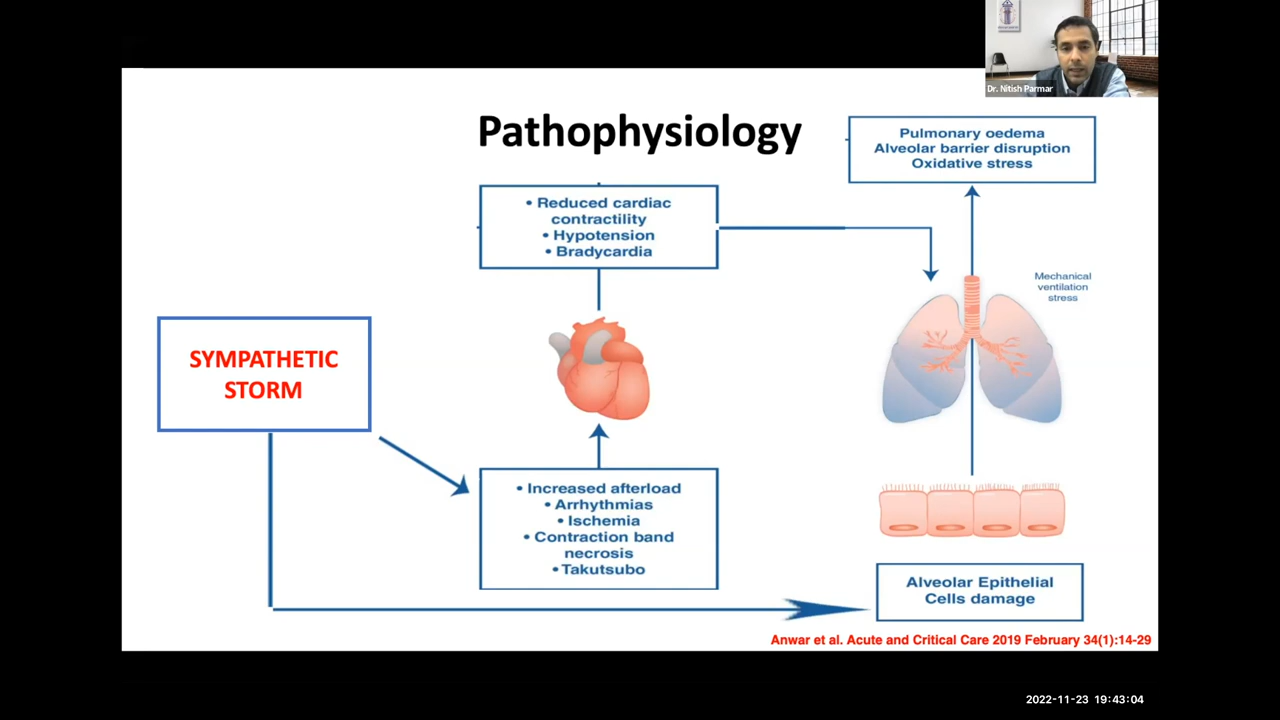 Dr. Nitish Parmar
Pathophysiology
Pulmonary oedema
Alveolar barrier disruption
Oxidative stress
• Reduced cardiac
contractility
• Hypotension
• Bradycardia
Mechanical
ventilation
stress
SYMPATHETIC
STORM
• Increased afterload
• Arrhythmias
• Ischemia
• Contraction band
necrosis
• Takutsubo
Alveolar Epithelial
Cells damage
Anwar et al. Acute and Critical Care 2019 February 34(1):14-29
2022-11-23 19:43:04